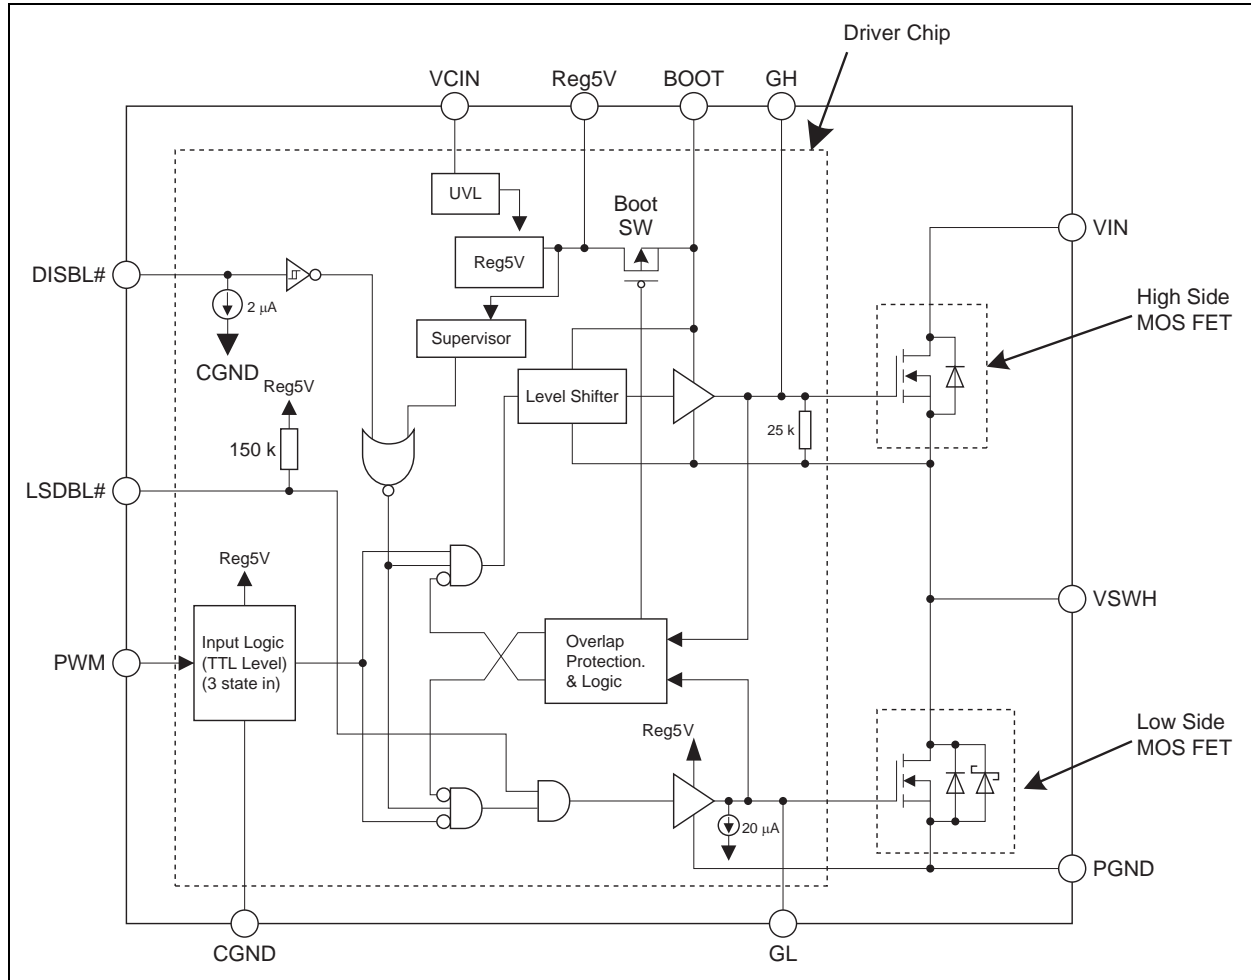 Driver Chip
VCIN
Reg5V
BOOT
GH
UVL
Boot
SW
VIN
Reg5V
DISBL#
2 μA
CGND
Supervisor
High Side
MOS FET
Reg5V
Level Shifter
150 k
25 k
LSDBL#
Reg5V
VSWH
Input Logic
(TTL Level)
(3 state in)
PWM
Overlap
Protection.
& Logic
Reg5V
Low Side
MOS FET
20 μA
PGND
CGND
GL